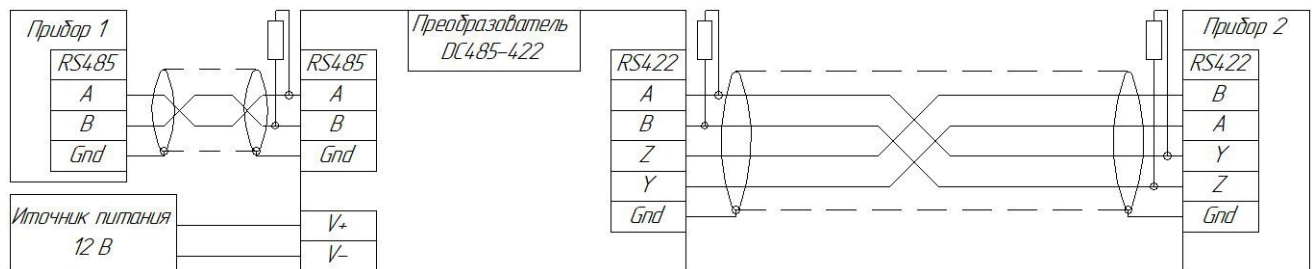 Прибор 1
RS485
A
B
Gnd
Иточник питания
12 В
Преобразователь
DC485-422
RS485
A
B
Gnd
V+
V-
RS422
A
B
Z
Y
Gnd
Прибор 2
RS422
B
A
Y
Z
Gnd